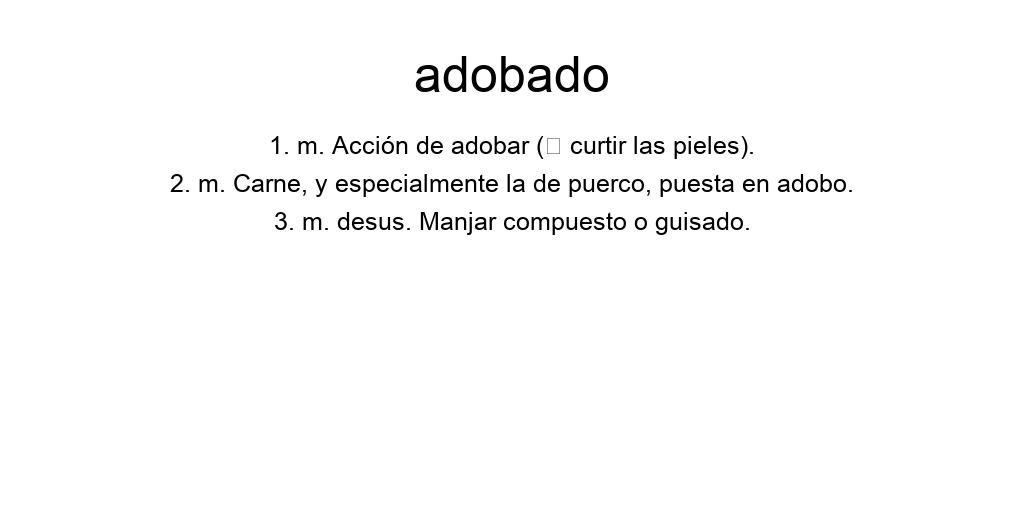 adobado
1. m. Acción de adobar (□ curtir las pieles).
2. m. Carne, y especialmente la de puerco, puesta en adobo.
3. m. desus. Manjar compuesto o guisado.